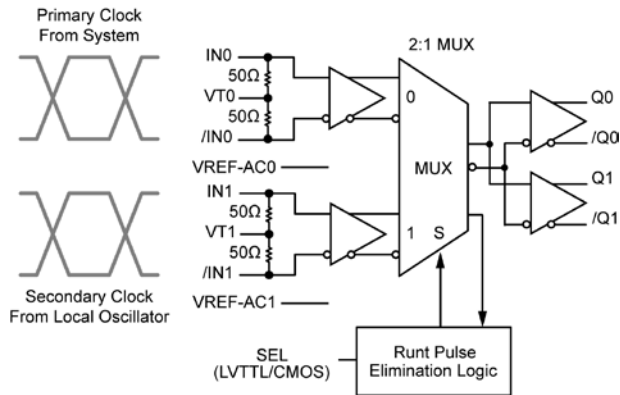 Primary Clock
From System
IN0
50Ω
VT0
50Ω
/IN0
VREF-AC0
IN1
50Ω
VT1
50Ω
/IN1
VREF-AC1
Secondary Clock
From Local Oscillator
2:1 MUX
0
MUX
1 S
Q0
/Q0
Q1
/Q1
SEL
(LVTTL/CMOS)
Runt Pulse
Elimination Logic